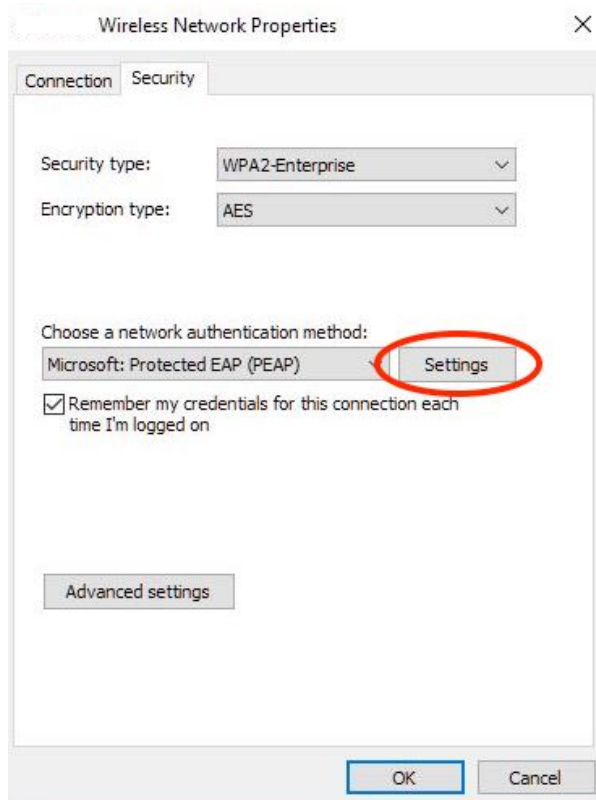 Wireless Network Properties
Connection
Security
Security type:
WPA2-Enterprise
Encryption type:
AES
Choose a network authentication method:
Microsoft: Protected EAP (PEAP)
Settings
Remember my credentials for this connection each
time I'm logged on
Advanced settings
OK
Cancel